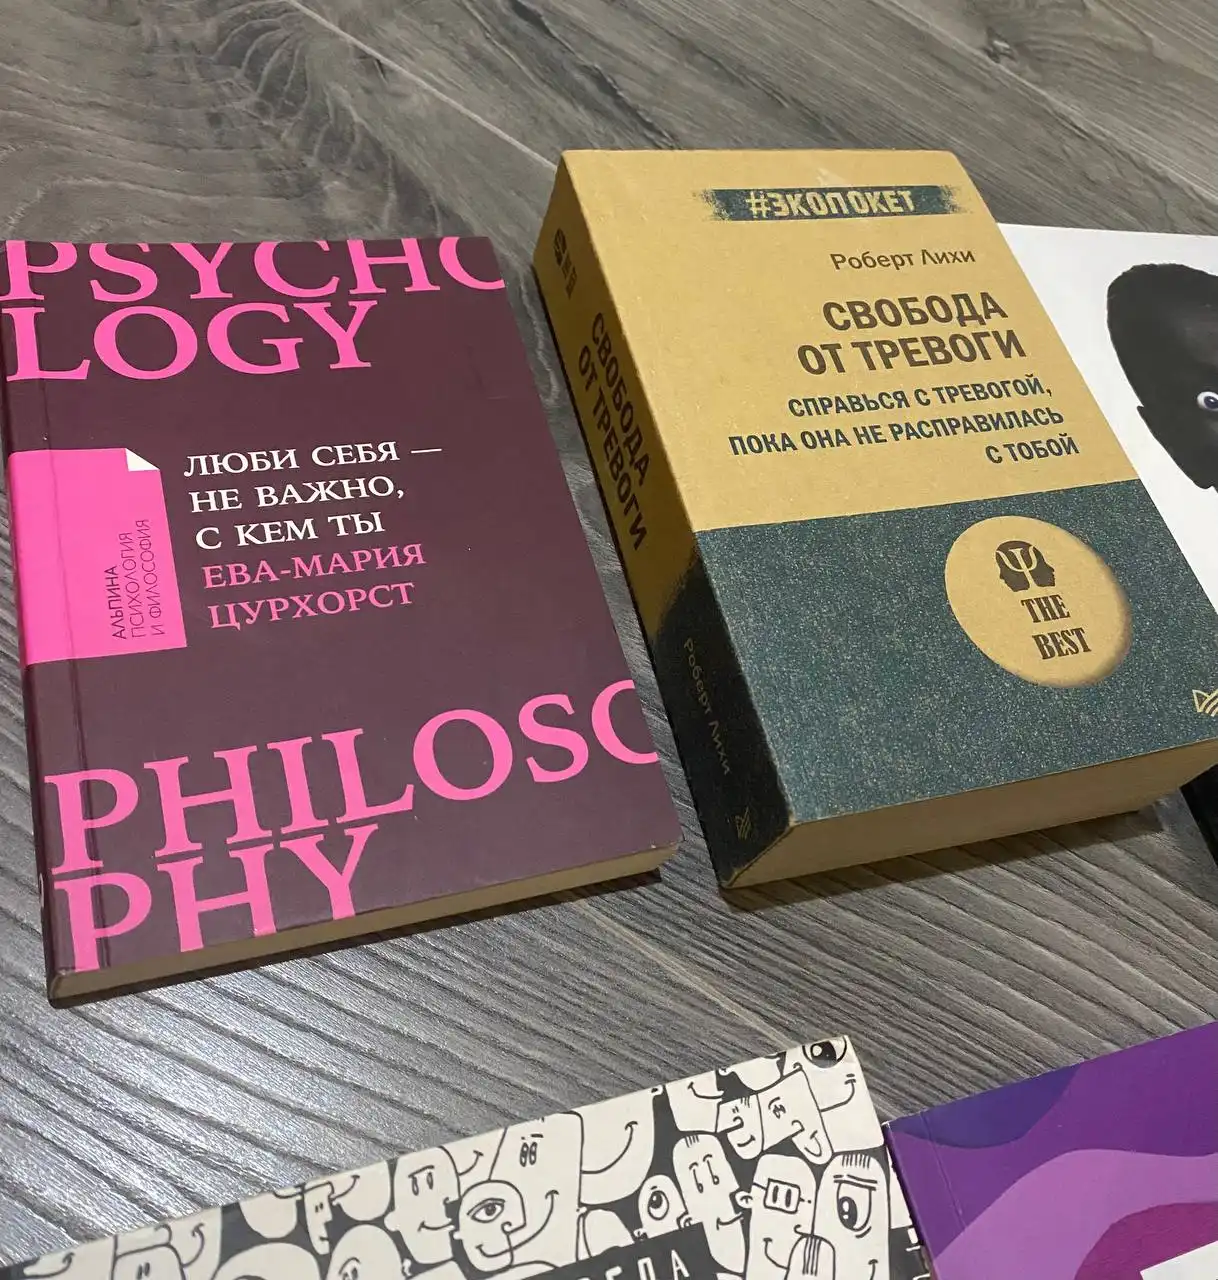 PSYCHO
LOGY
ЛЮБИ СЕБЯ —
НЕ ВАЖНО,
С КЕМ ТЫ
ЕВА-МАРИЯ
ЦУРХОРСТ
АЛЬПИНА
ПСИХОЛОГИЯ
И ФИЛОСОФИЯ
PHILOSO
PHY
#ЭКОПОКЕТ
Роберт Лихи
СВОБОДА
ОТ ТРЕВОГИ
СПРАВЬСЯ С ТРЕВОГОЙ,
ПОКА ОНА НЕ РАСПРАВИЛАСЬ
С ТОБОЙ
Ψ
THE
BEST
СВОБОДА
ОТ ТРЕВОГИ
Роберт Лихи